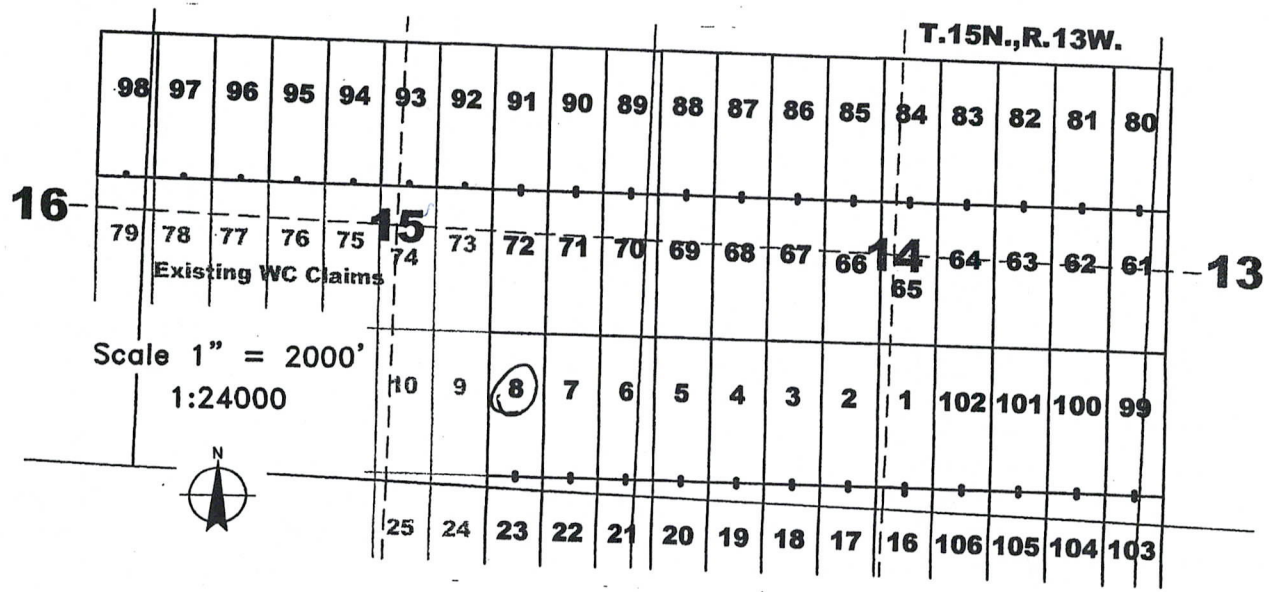 T.15N.,R.13W.
98 97 96 95 94 93 92 91 90 89 88 87 86 85 84 83 82 81 80
16 15 14 13
79 78 77 76 75 74 73 72 71 70 69 68 67 66 65 64 63 62 61
Existing WC Claims
Scale 1” = 2000’
1:24000
10 9 8 7 6 5 4 3 2 1 102 101 100 99
N
25 24 23 22 21 20 19 18 17 16 106 105 104 103